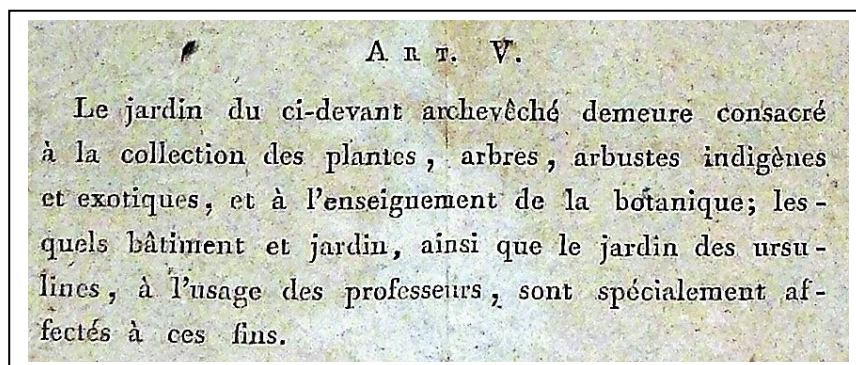 ART. V.
Le jardin du ci-devant archevêché demeure consacré
à la collection des plantes, arbres, arbustes indigènes
et exotiques, et à l'enseignement de la botanique; les-
quels bâtiment et jardin, ainsi que le jardin des ursu-
lines, à l'usage des professeurs, sont spécialement af-
fectés à ces fins.